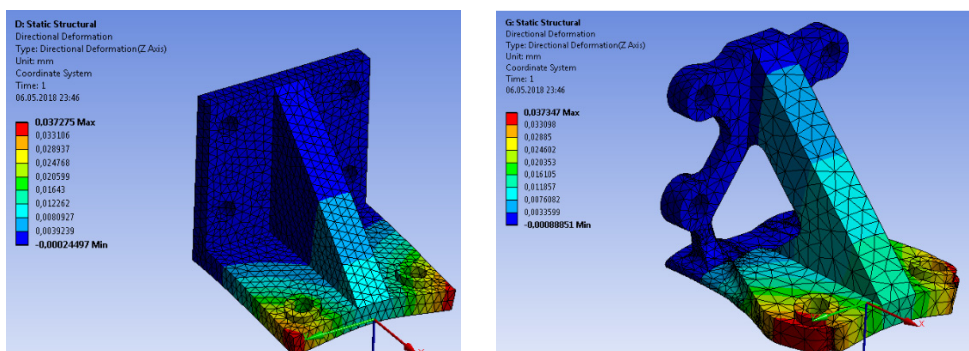 D: Static Structural
Directional Deformation
Type: Directional Deformation(Z Axis)
Unit: mm
Coordinate System
Time: 1
06.05.2018 23:46
0.037275 Max
0,033106
0,028937
0,024768
0,020599
0,01643
0,012262
0,0080927
0,0039239
-0,00024497 Min
X
G: Static Structural
Directional Deformation
Type: Directional Deformation(Z Axis)
Unit: mm
Coordinate System
Time: 1
06.05.2018 23:46
0.037347 Max
0,033098
0,02885
0,024602
0,020353
0,016105
0,011857
0,0076082
0,0033599
-0,00088851 Min
X